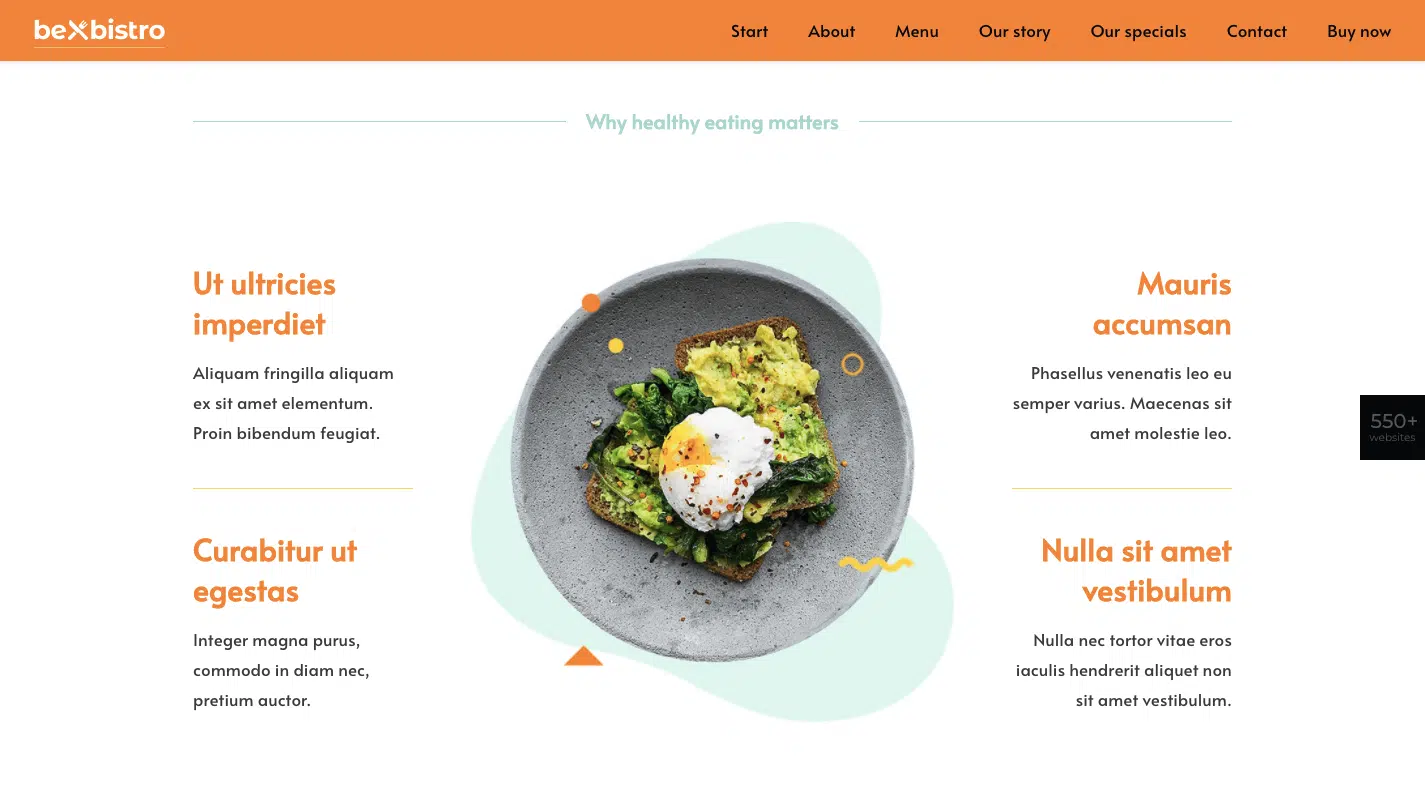 bexbistro
Start About Menu Our story Our specials Contact Buy now
Why healthy eating matters
Ut ultricies
imperdiet
Aliquam fringilla aliquam
ex sit amet elementum.
Proin bibendum feugiat.
Curabitur ut
egestas
Integer magna purus,
commodo in diam nec,
pretium auctor.
Mauris
accumsan
Phasellus venenatis leo eu
semper varius. Maecenas sit
amet molestie leo.
Nulla sit amet
vestibulum
Nulla nec tortor vitae eros
iaculis hendrerit aliquet non
sit amet vestibulum.
550+
websites